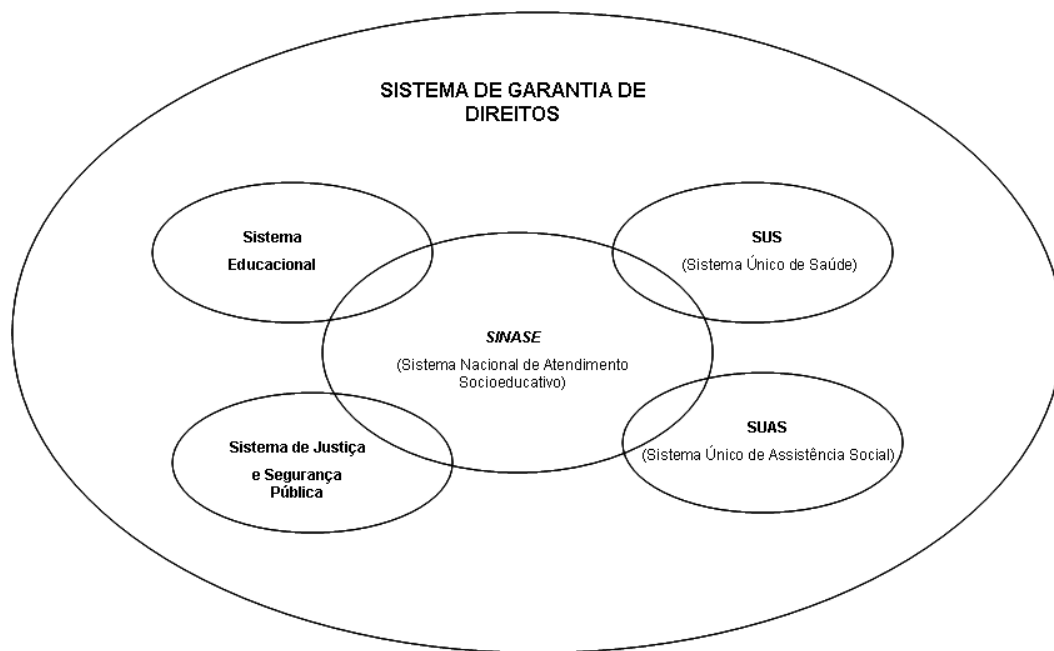 SISTEMA DE GARANTIA DE
DIREITOS
Sistema
Educacional
SUS
(Sistema Único de Saúde)
SINASE
(Sistema Nacional de Atendimento
Socioeducativo)
Sistema de Justiça
e Segurança
Pública
SUAS
(Sistema Único de Assistência Social)